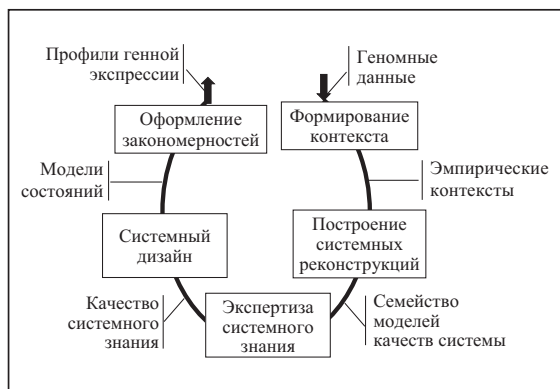 Профили генной
экспрессии
Геномные
данные
Оформление
закономерностей
Формирование
контекста
Модели
состояний
Эмпирические
контексты
Системный
дизайн
Построение
системных
реконструкций
Качество
системного
знания
Экспертиза
системного
знания
Семейство
моделей
качеств системы